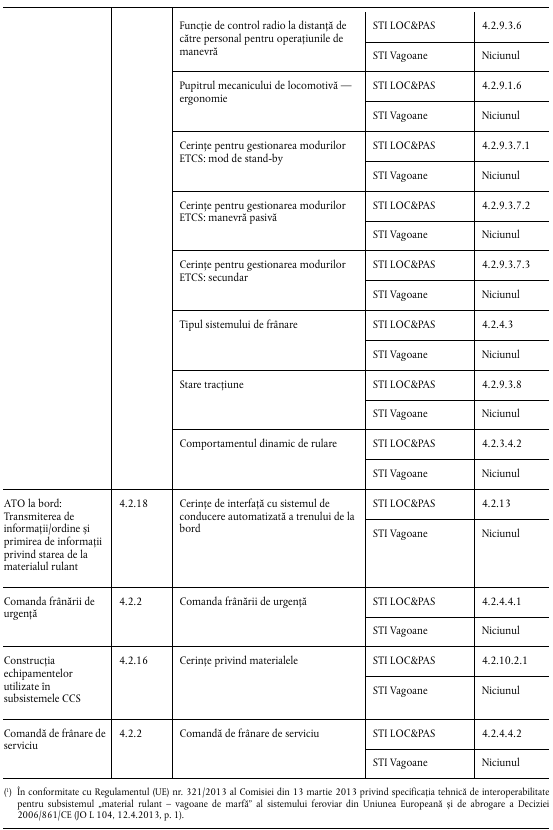 Funcție de control radio la distanță de
către personal pentru operațiunile de
manevră
STI LOC&PAS 4.2.9.3.6
STI Vagoane Niciunul
Pupitrul mecanicului de locomotivă —
ergonomie
STI LOC&PAS 4.2.9.1.6
STI Vagoane Niciunul
Cerințe pentru gestionarea modurilor
ETCS: mod de stand-by
STI LOC&PAS 4.2.9.3.7.1
STI Vagoane Niciunul
Cerințe pentru gestionarea modurilor
ETCS: manevră pasivă
STI LOC&PAS 4.2.9.3.7.2
STI Vagoane Niciunul
Cerințe pentru gestionarea modurilor
ETCS: secundar
STI LOC&PAS 4.2.9.3.7.3
STI Vagoane Niciunul
Tipul sistemului de frânare
STI LOC&PAS 4.2.4.3
STI Vagoane Niciunul
Stare tracțiune
STI LOC&PAS 4.2.9.3.8
STI Vagoane Niciunul
Comportamentul dinamic de rulare
STI LOC&PAS 4.2.3.4.2
STI Vagoane Niciunul
ATO la bord:
Transmiterea de
informații/ordine și
primirea de informații
privind starea de la
materialul rulant
4.2.18
Cerințe de interfață cu sistemul de
conducere automatizată a trenului de la
bord
STI LOC&PAS 4.2.13
STI Vagoane Niciunul
Comanda frânării de
urgență
4.2.2
Comanda frânării de urgență
STI LOC&PAS 4.2.4.4.1
STI Vagoane Niciunul
Construcția
echipamentelor
utilizate în
subsistemele CCS
4.2.16
Cerințe privind materialele
STI LOC&PAS 4.2.10.2.1
STI Vagoane Niciunul
Comandă de frânare de
serviciu
4.2.2
Comandă de frânare de serviciu
STI LOC&PAS 4.2.4.4.2
STI Vagoane Niciunul
(¹) În conformitate cu Regulamentul (UE) nr. 321/2013 al Comisiei din 13 martie 2013 privind specificația tehnică de interoperabilitate
pentru subsistemul „material rulant – vagoane de marfă” al sistemului feroviar din Uniunea Europeană și de abrogare a Deciziei
2006/861/CE (JO L 104, 12.4.2013, p. 1).